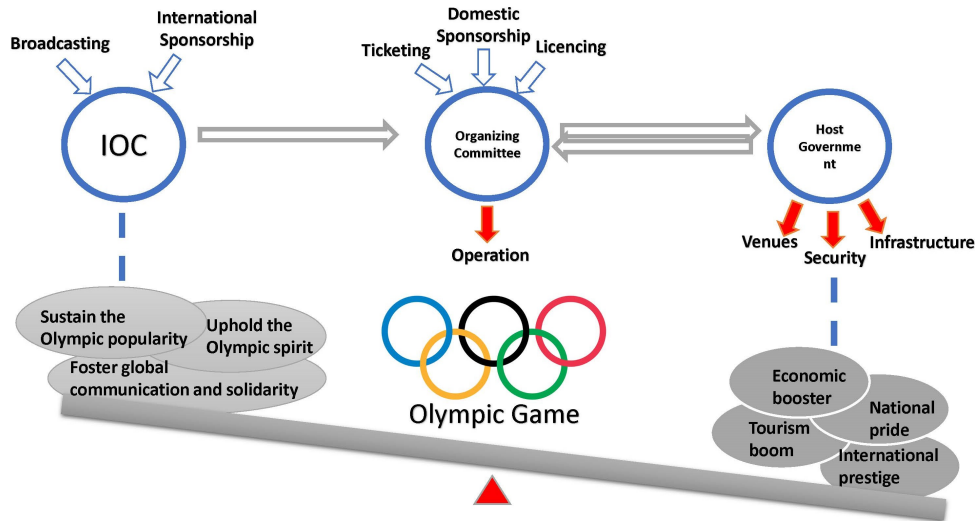 International
Sponsorship
Broadcasting
Domestic
Sponsorship
Ticketing
Licencing
IOC
Organizing
Committee
Host
Governme
nt
Operation
Venues
Infrastructure
Security
Sustain the
Olympic popularity
Uphold the
Olympic spirit
Foster global
communication and solidarity
Olympic Game
Economic
booster
National
pride
Tourism
boom
International
prestige